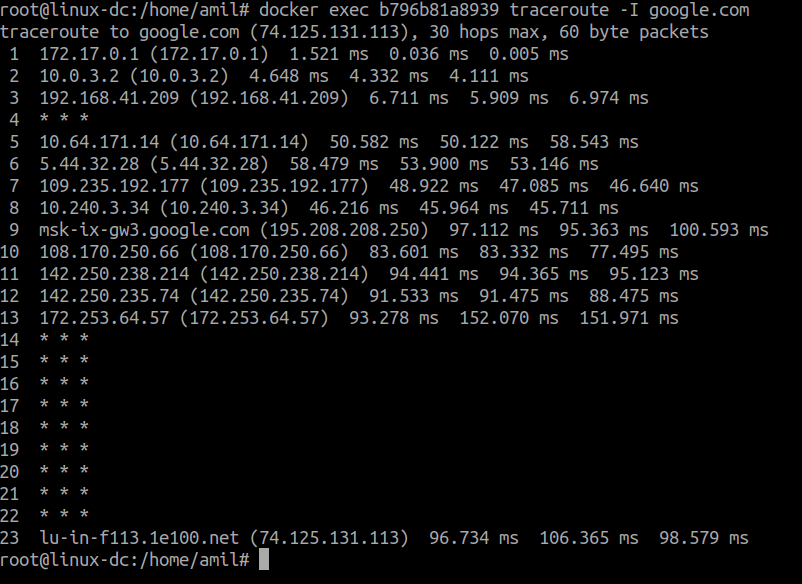 root@linux-dc:/home/amil# docker exec b796b81a8939 traceroute -I google.com
traceroute to google.com (74.125.131.113), 30 hops max, 60 byte packets
 1  172.17.0.1 (172.17.0.1)  1.521 ms  0.036 ms  0.005 ms
 2  10.0.3.2 (10.0.3.2)  4.648 ms  4.332 ms  4.111 ms
 3  192.168.41.209 (192.168.41.209)  6.711 ms  5.909 ms  6.974 ms
 4  * * *
 5  10.64.171.14 (10.64.171.14)  50.582 ms  50.122 ms  58.543 ms
 6  5.44.32.28 (5.44.32.28)  58.479 ms  53.900 ms  53.146 ms
 7  109.235.192.177 (109.235.192.177)  48.922 ms  47.085 ms  46.640 ms
 8  10.240.3.34 (10.240.3.34)  46.216 ms  45.964 ms  45.711 ms
 9  msk-ix-gw3.google.com (195.208.208.250)  97.112 ms  95.363 ms  100.593 ms
10  108.170.250.66 (108.170.250.66)  83.601 ms  83.332 ms  77.495 ms
11  142.250.238.214 (142.250.238.214)  94.441 ms  94.365 ms  95.123 ms
12  142.250.235.74 (142.250.235.74)  91.533 ms  91.475 ms  88.475 ms
13  172.253.64.57 (172.253.64.57)  93.278 ms  152.070 ms  151.971 ms
14  * * *
15  * * *
16  * * *
17  * * *
18  * * *
19  * * *
20  * * *
21  * * *
22  * * *
23  lu-in-f113.1e100.net (74.125.131.113)  96.734 ms  106.365 ms  98.579 ms
root@linux-dc:/home/amil#